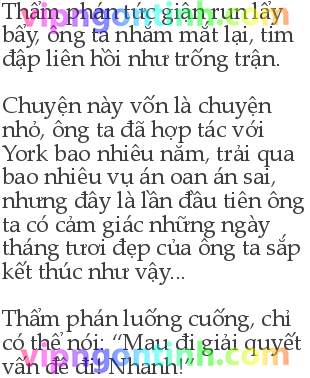 Thẩm phán tức giận run lẩy
bẩy, ông ta nhắm mắt lại, tim
đập liên hồi như trống trận.
Chuyện này vốn là chuyện
nhỏ, ông ta đã hợp tác với
York bao nhiêu năm, trải qua
bao nhiêu vụ án oan án sai,
nhưng đây là lần đầu tiên ông
ta có cảm giác những ngày
tháng tươi đẹp của ông ta sắp
kết thúc như vậy...
Thẩm phán luống cuống, chỉ
có thể nói: “Mau đi giải quyết
vấn đề đi! Nhanh!”
vipngontinh.com
vipngontinh.com